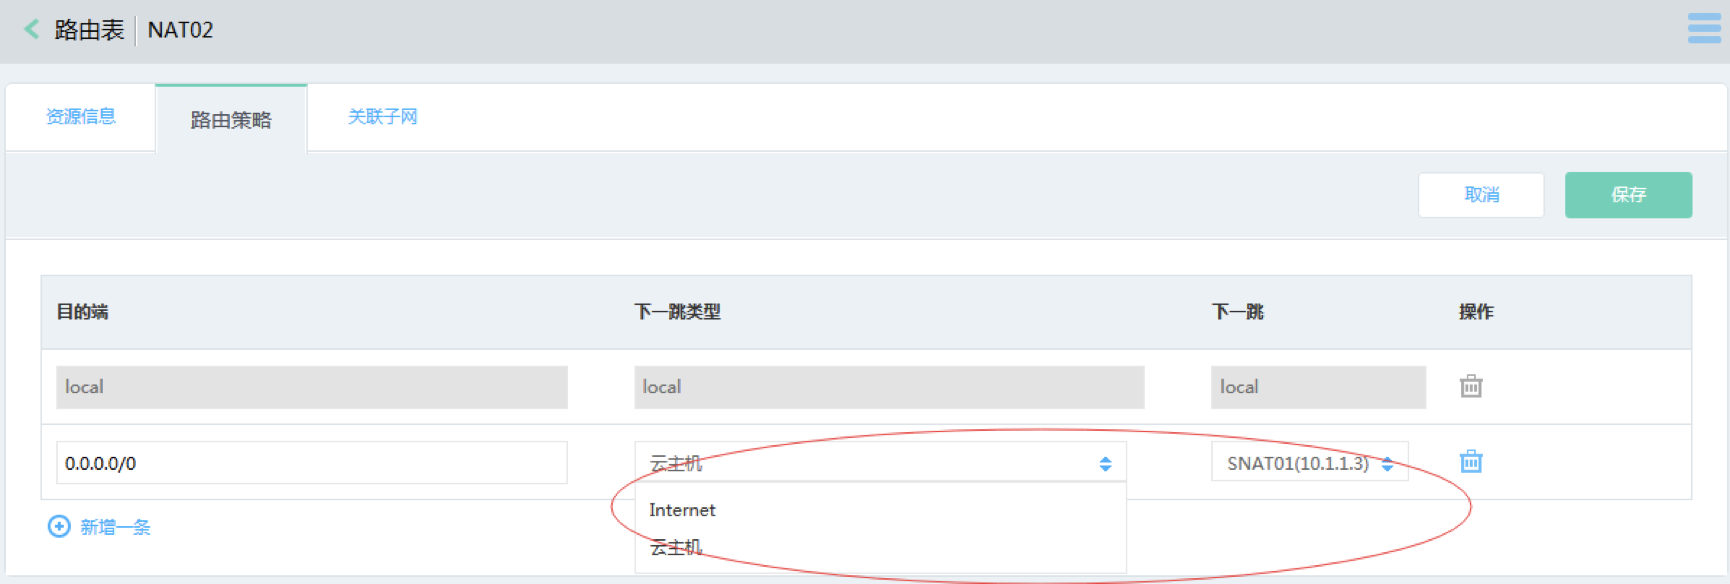 路由表 NAT02
资源信息 路由策略 关联子网
取消 保存
目的端 下一跳类型 下一跳 操作
local local local
0.0.0.0/0 云主机 SNAT01(10.1.1.3)
Internet
新增一条
云主机